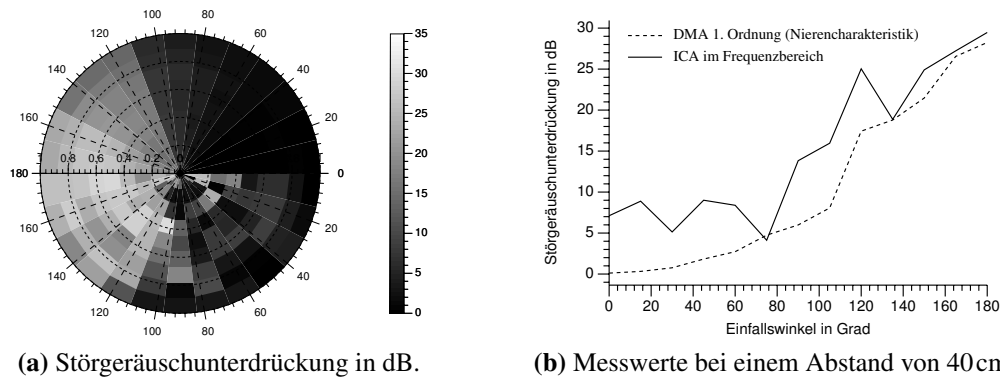 120 100 80 60
140 40
160 20
180 0.8 0.6 0.4 0.2 0 0
160 20
140 40
120 100 80 60
35
30
25
20
15
10
5
0
Störgeräuschunterdrückung in dB
30
25
20
15
10
5
0
DMA 1. Ordnung (Nierencharakteristik)
ICA im Frequenzbereich
0 20 40 60 80 100 120 140 160 180
Einfallswinkel in Grad
(a) Störgeräuschunterdrückung in dB.
(b) Messwerte bei einem Abstand von 40 cm